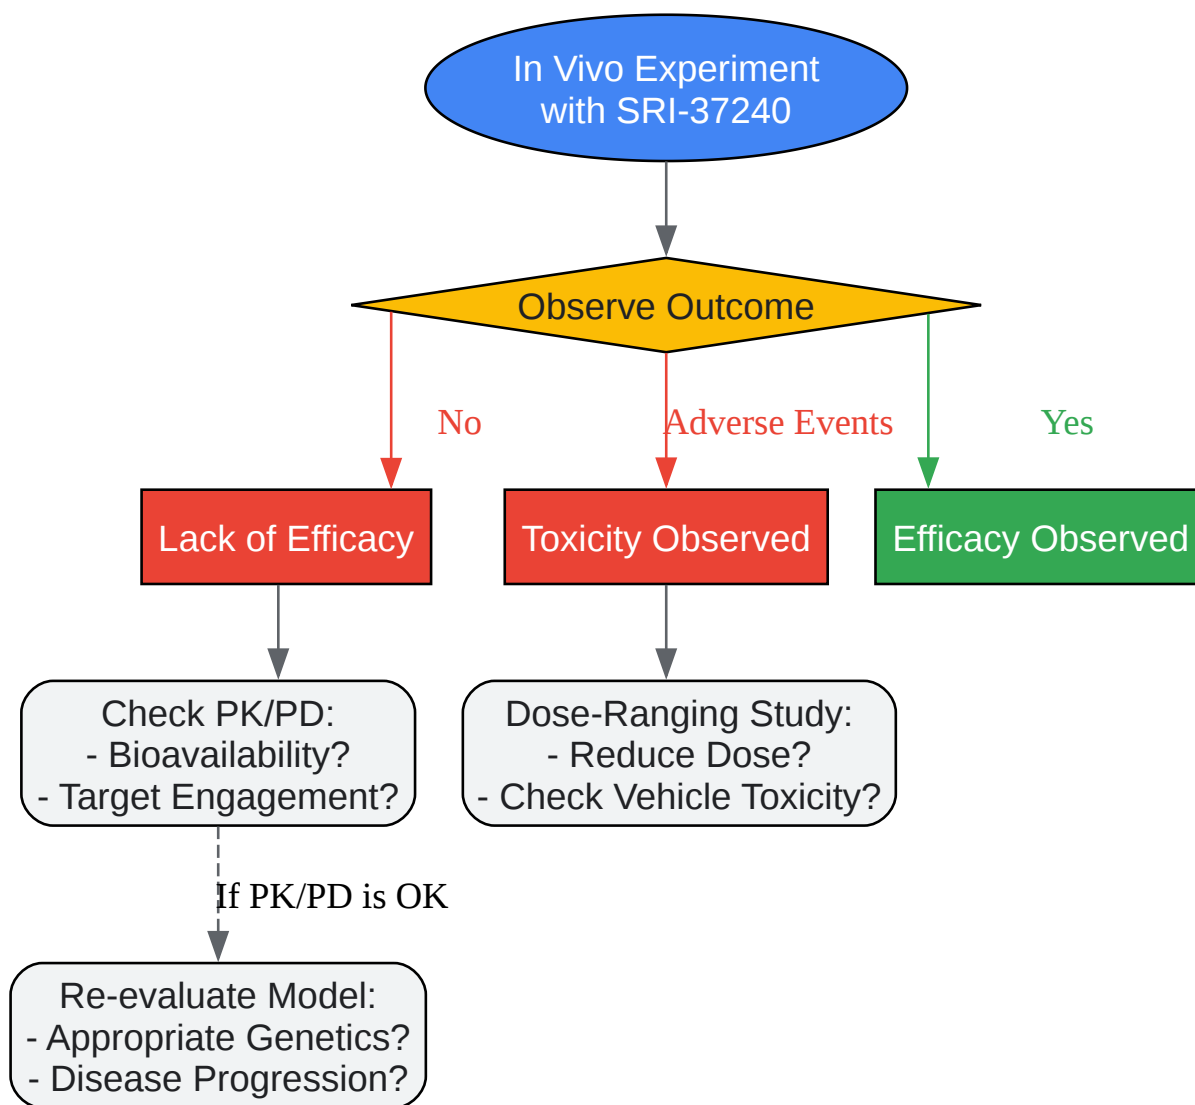 In Vivo Experiment
with SRI-37240
Observe Outcome
No
Adverse Events
Yes
Lack of Efficacy
Toxicity Observed
Efficacy Observed
Check PK/PD:
- Bioavailability?
- Target Engagement?
Dose-Ranging Study:
- Reduce Dose?
- Check Vehicle Toxicity?
If PK/PD is OK
Re-evaluate Model:
- Appropriate Genetics?
- Disease Progression?